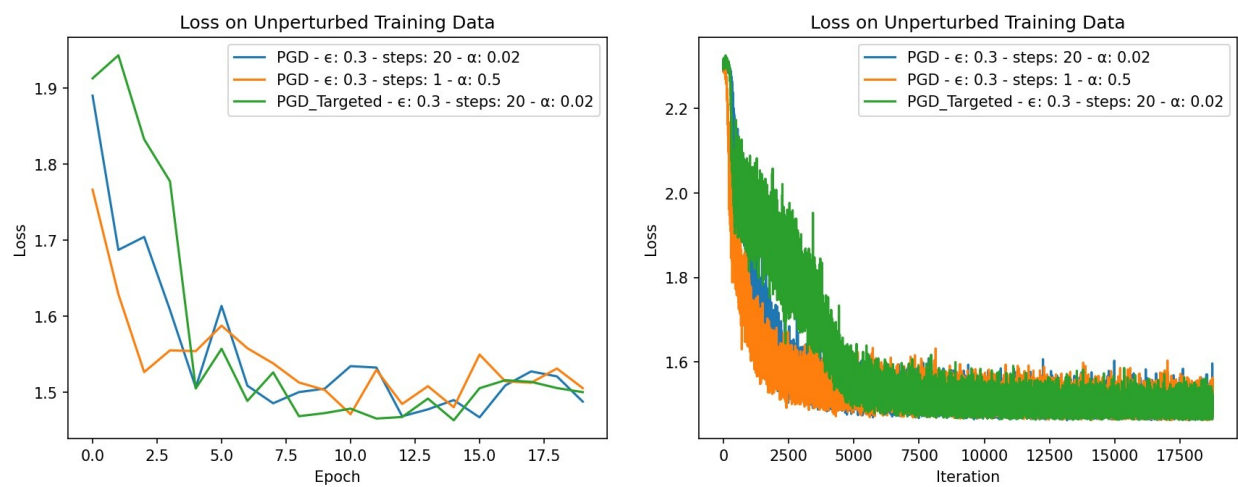 Loss on Unperturbed Training Data
PGD - ϵ: 0.3 - steps: 20 - α: 0.02
PGD - ϵ: 0.3 - steps: 1 - α: 0.5
PGD_Targeted - ϵ: 0.3 - steps: 20 - α: 0.02
1.9
1.8
1.7
1.6
1.5
Loss
0.0 2.5 5.0 7.5 10.0 12.5 15.0 17.5
Epoch
Loss on Unperturbed Training Data
PGD - ϵ: 0.3 - steps: 20 - α: 0.02
PGD - ϵ: 0.3 - steps: 1 - α: 0.5
PGD_Targeted - ϵ: 0.3 - steps: 20 - α: 0.02
2.2
2.0
1.8
1.6
Loss
0 2500 5000 7500 10000 12500 15000 17500
Iteration